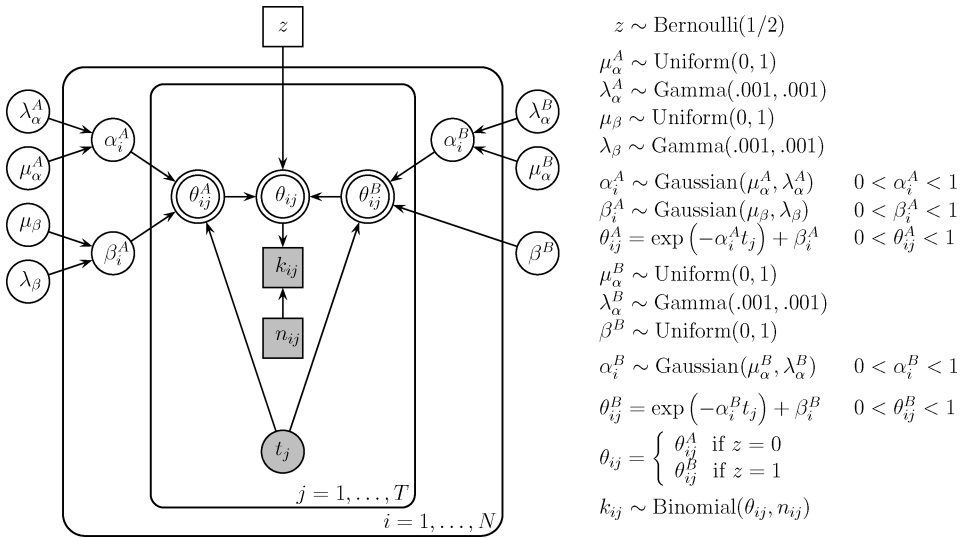 z
λ_α^A
μ_α^A
α_i^A
μ_β
λ_β
β_i^A
θ_ij^A
θ_ij
θ_ij^B
α_i^B
λ_α^B
μ_α^B
β^B
k_ij
n_ij
t_j
j = 1, . . . , T
i = 1, . . . , N
z ∼ Bernoulli(1/2)
μ_α^A ∼ Uniform(0, 1)
λ_α^A ∼ Gamma(.001, .001)
μ_β ∼ Uniform(0, 1)
λ_β ∼ Gamma(.001, .001)
α_i^A ∼ Gaussian(μ_α^A, λ_α^A) 0 < α_i^A < 1
β_i^A ∼ Gaussian(μ_β, λ_β) 0 < β_i^A < 1
θ_ij^A = exp(−α_i^A t_j) + β_i^A 0 < θ_ij^A < 1
μ_α^B ∼ Uniform(0, 1)
λ_α^B ∼ Gamma(.001, .001)
β^B ∼ Uniform(0, 1)
α_i^B ∼ Gaussian(μ_α^B, λ_α^B) 0 < α_i^B < 1
θ_ij^B = exp(−α_i^B t_j) + β_i^B 0 < θ_ij^B < 1
θ_ij = { θ_ij^A if z = 0
θ_ij^B if z = 1
k_ij ∼ Binomial(θ_ij, n_ij)